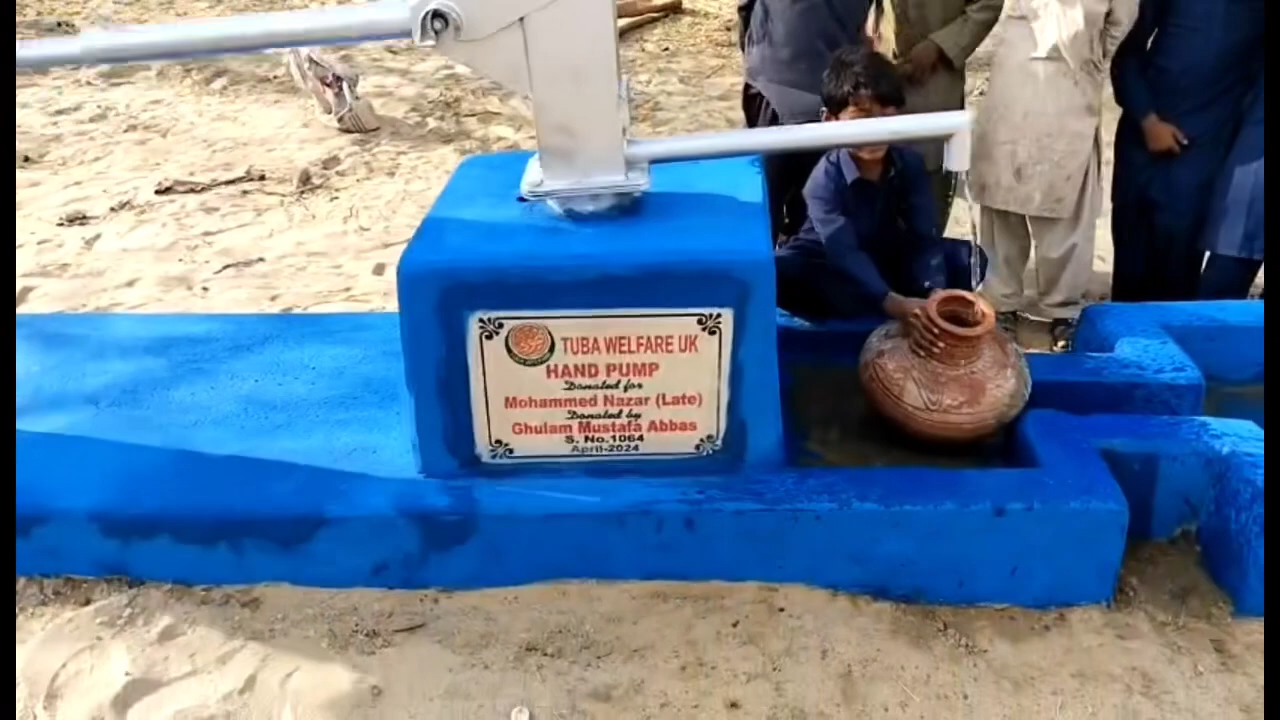 TUBA WELFARE UK
HAND PUMP
Donated for
Mohammed Nazar (Late)
Donated by
Ghulam Mustafa Abbas
S. No.1064
April-2024